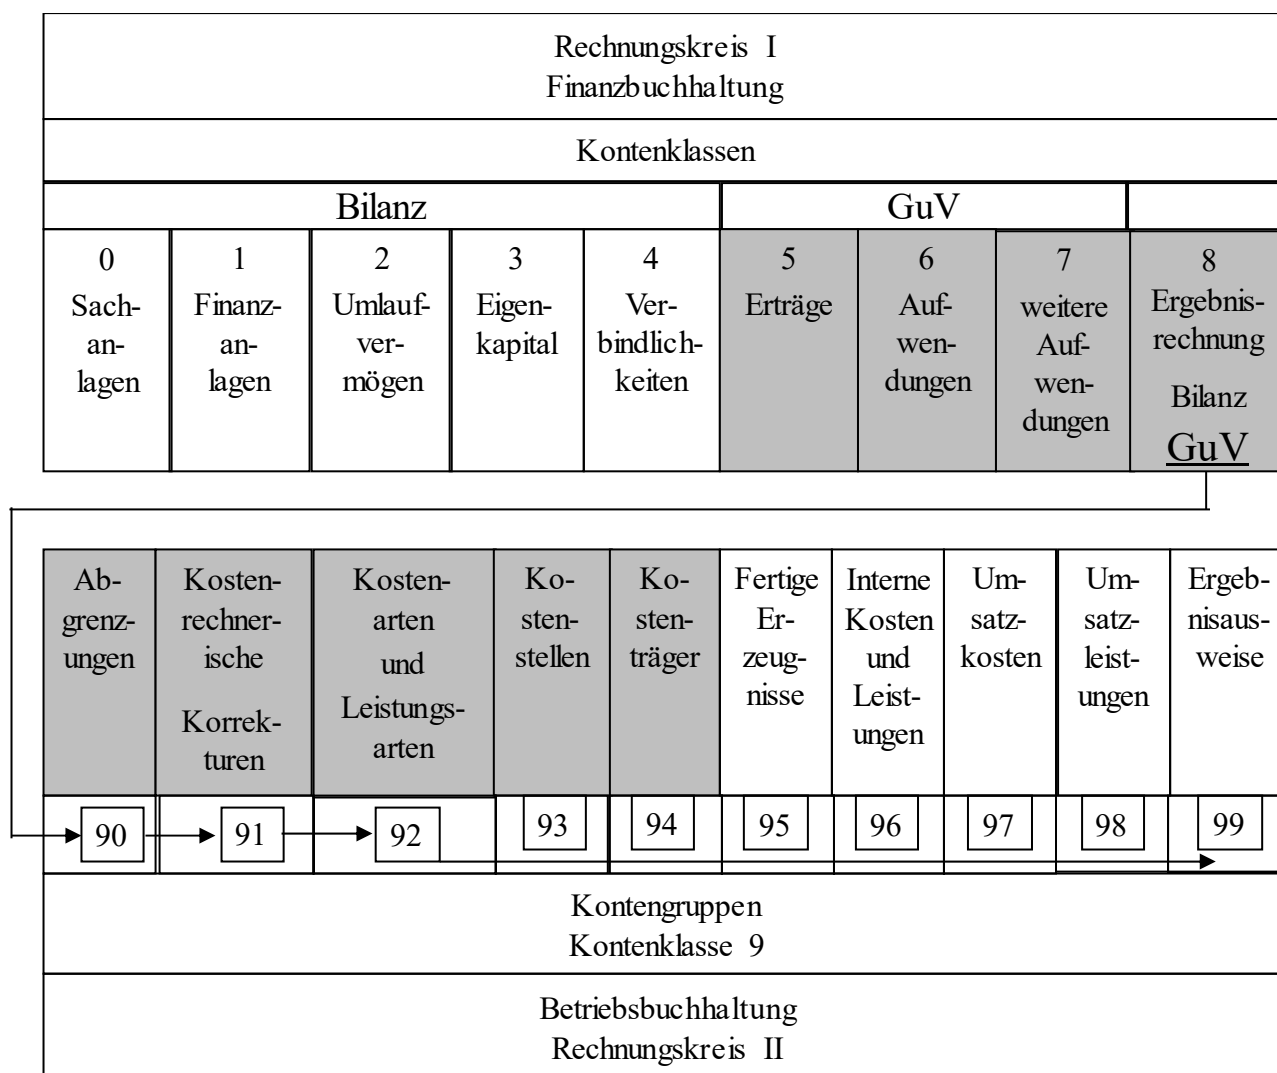 Rechnungskreis I
Finanzbuchhaltung
Kontenklassen
Bilanz
GuV
0
Sach-
an-
lagen
1
Finanz-
an-
lagen
2
Umlauf-
ver-
mögen
3
Eigen-
kapital
4
Ver-
bindlich-
keiten
5
Erträge
6
Auf-
wen-
dungen
7
weitere
Auf-
wen-
dungen
8
Ergebnis-
rechnung
Bilanz
GuV
Ab-
grenz-
ungen
Kosten-
rechner-
ische
Korrek-
turen
Kosten-
arten
und
Leistungs-
arten
Ko-
sten-
stellen
Ko-
sten-
träger
Fertige
Er-
zeug-
nisse
Interne
Kosten
und
Leist-
ungen
Um-
satz-
kosten
Um-
satz-
leist-
ungen
Ergeb-
nisaus-
weise
90
91
92
93
94
95
96
97
98
99
Kontengruppen
Kontenklasse 9
Betriebsbuchhaltung
Rechnungskreis II